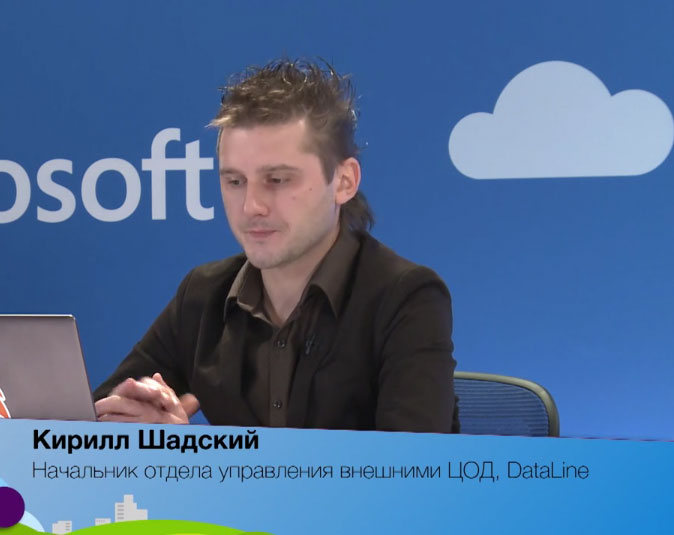 osoft
Кирилл Шадский
Начальник отдела управления внешними ЦОД, DataLine